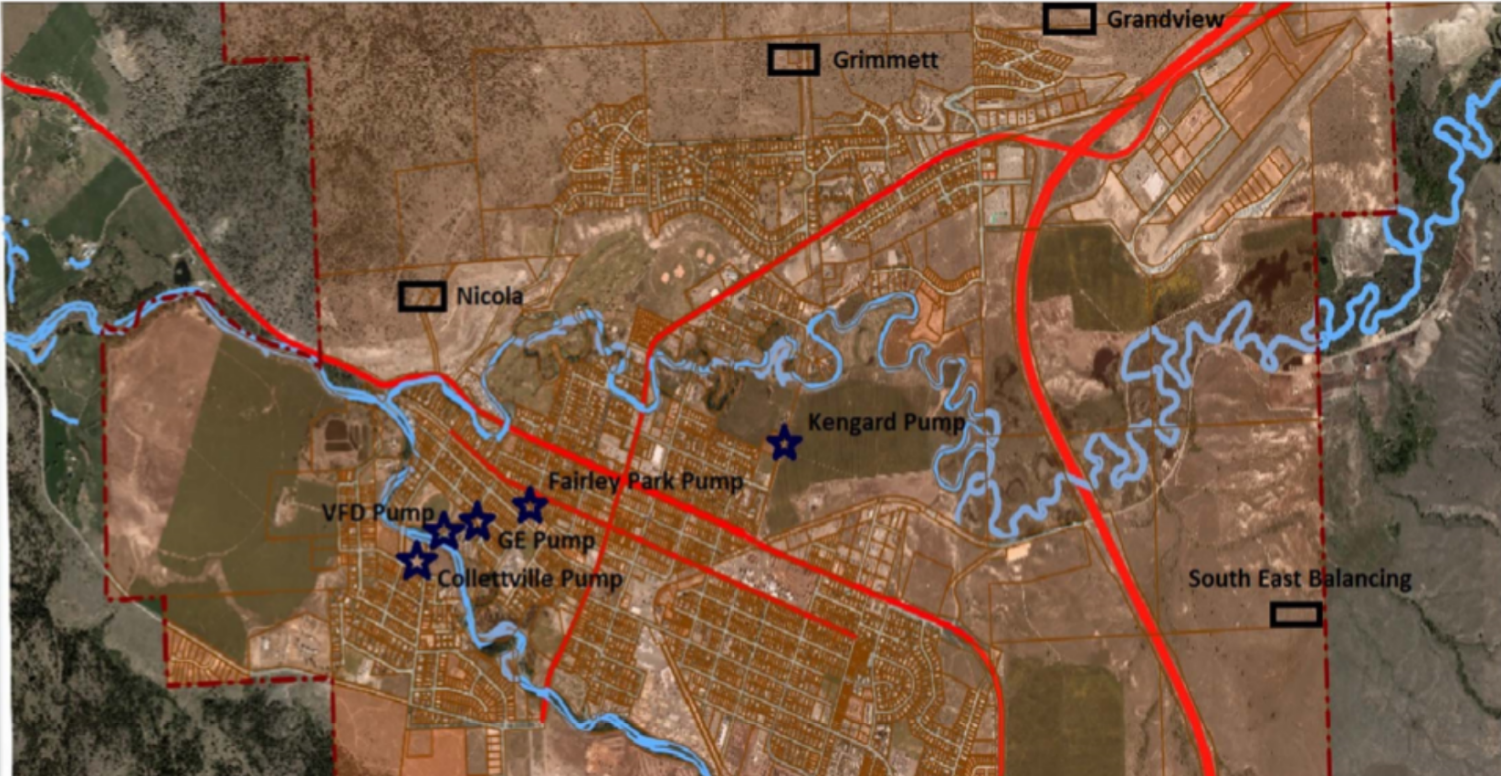 Grandview
Grimmett
Nicola
Kengard Pump
Fairley Park Pump
VFD Pump
GE Pump
Collettville Pump
South East Balancing